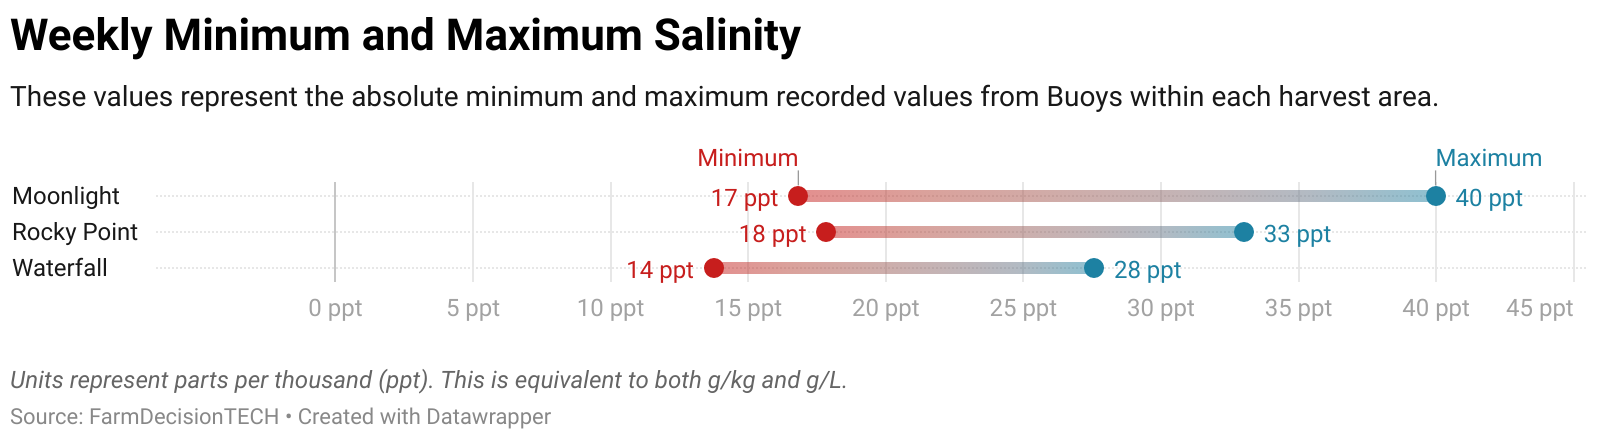 Weekly Minimum and Maximum Salinity
These values represent the absolute minimum and maximum recorded values from Buoys within each harvest area.
Minimum Maximum
Moonlight 17 ppt 40 ppt
Rocky Point 18 ppt 33 ppt
Waterfall 14 ppt 28 ppt
0 ppt 5 ppt 10 ppt 15 ppt 20 ppt 25 ppt 30 ppt 35 ppt 40 ppt 45 ppt
Units represent parts per thousand (ppt). This is equivalent to both g/kg and g/L.
Source: FarmDecisionTECH • Created with Datawrapper